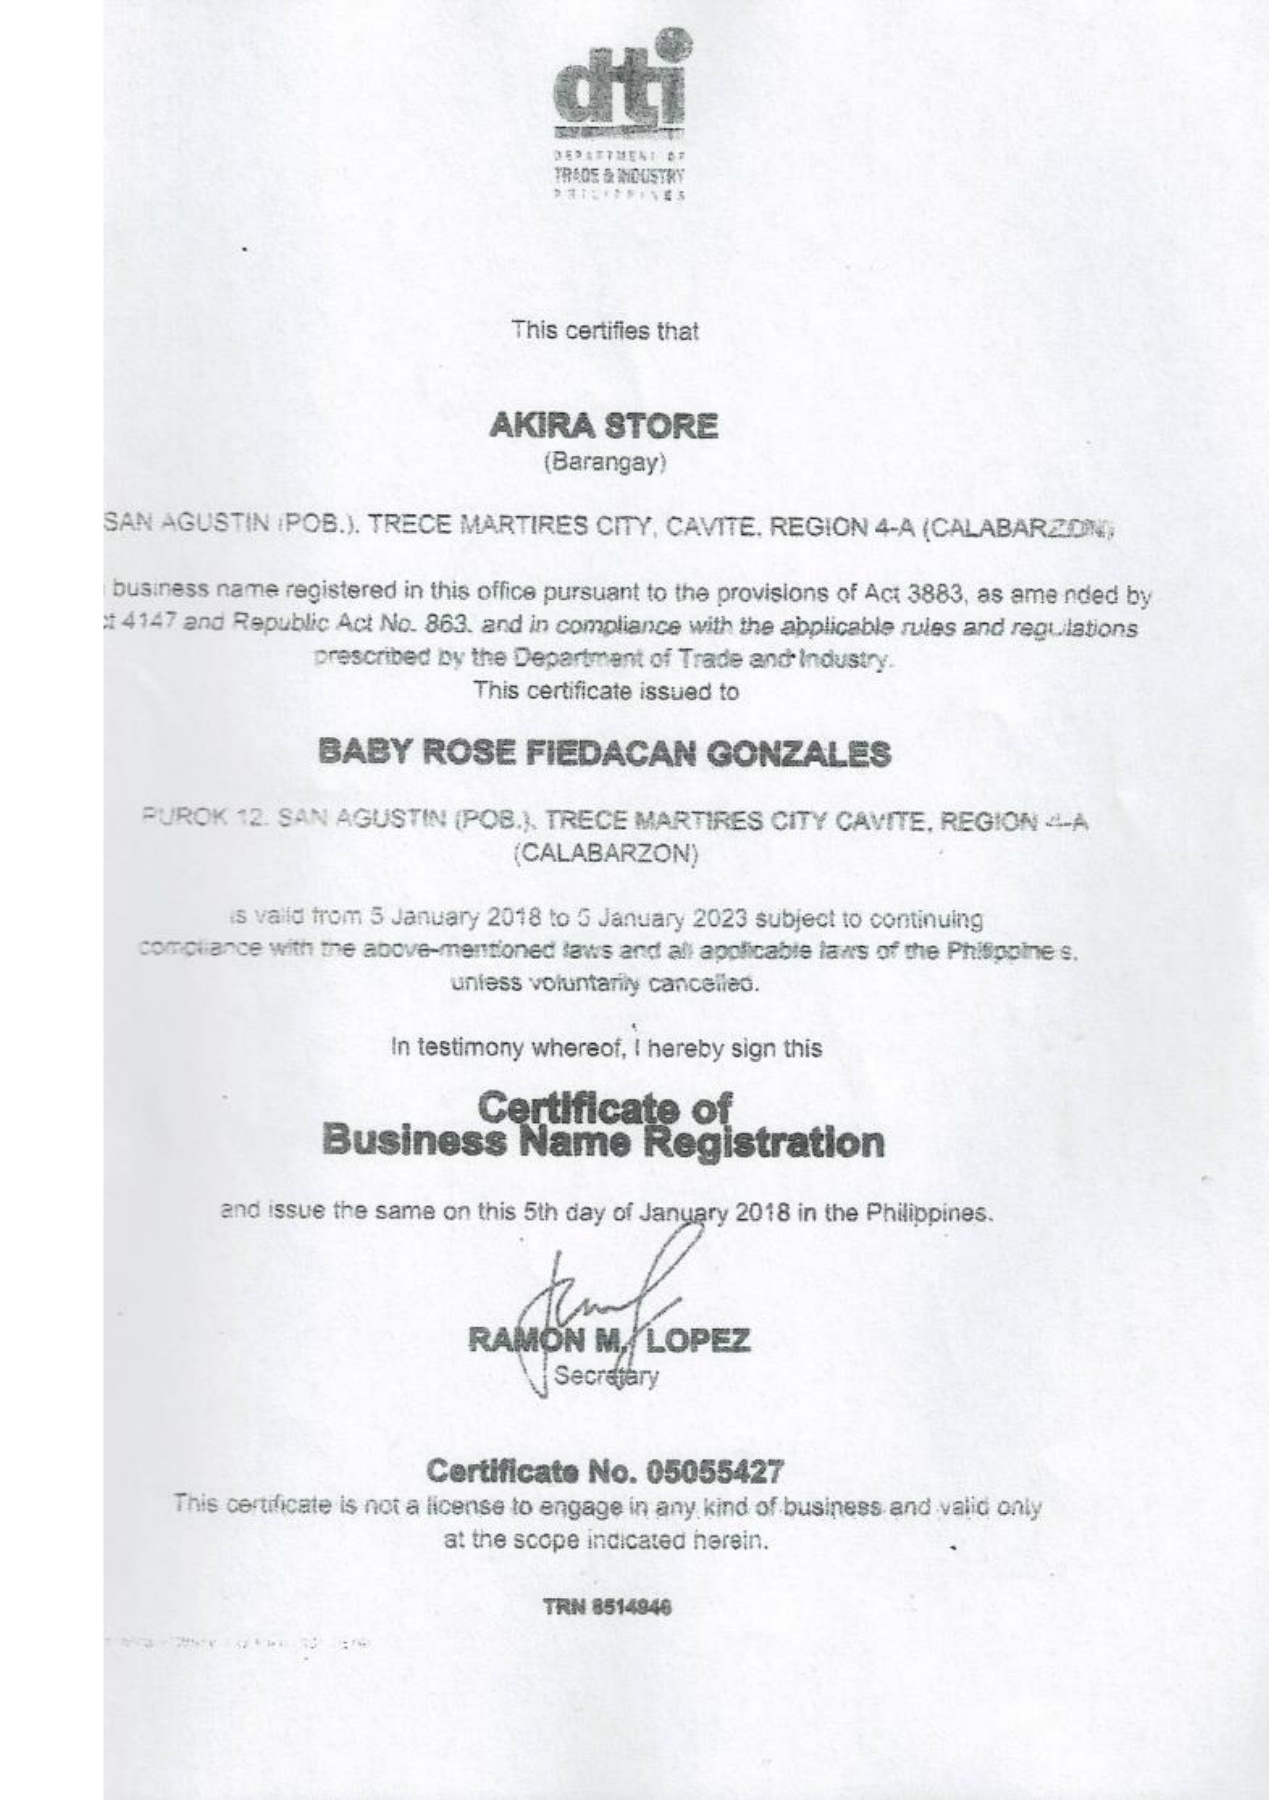 dti
DEPARTMENT OF
TRADE & INDUSTRY
PHILIPPINES
This certifies that
AKIRA STORE
(Barangay)
SAN AGUSTIN (POB.). TRECE MARTIRES CITY, CAVITE. REGION 4-A (CALABARZON)
business name registered in this office pursuant to the provisions of Act 3883, as ame nded by
4147 and Republic Act No. 863. and in compliance with the applicable rules and regulations
prescribed by the Department of Trade and Industry.
This certificate issued to
BABY ROSE FIEDACAN GONZALES
PUROK 12. SAN AGUSTIN (POB.). TRECE MARTIRES CITY CAVITE, REGION 4-A
(CALABARZON)
is valid from 5 January 2018 to 5 January 2023 subject to continuing
compliance with the above-mentioned laws and all applicable laws of the Philippine s.
unless voluntarily cancelled.
In testimony whereof, I hereby sign this
Certificate of
Business Name Registration
and issue the same on this 5th day of January 2018 in the Philippines.
RAMON M. LOPEZ
Secretary
Certificate No. 05055427
This certificate is not a license to engage in any kind of business and valid only
at the scope indicated herein.
TRN 8514946